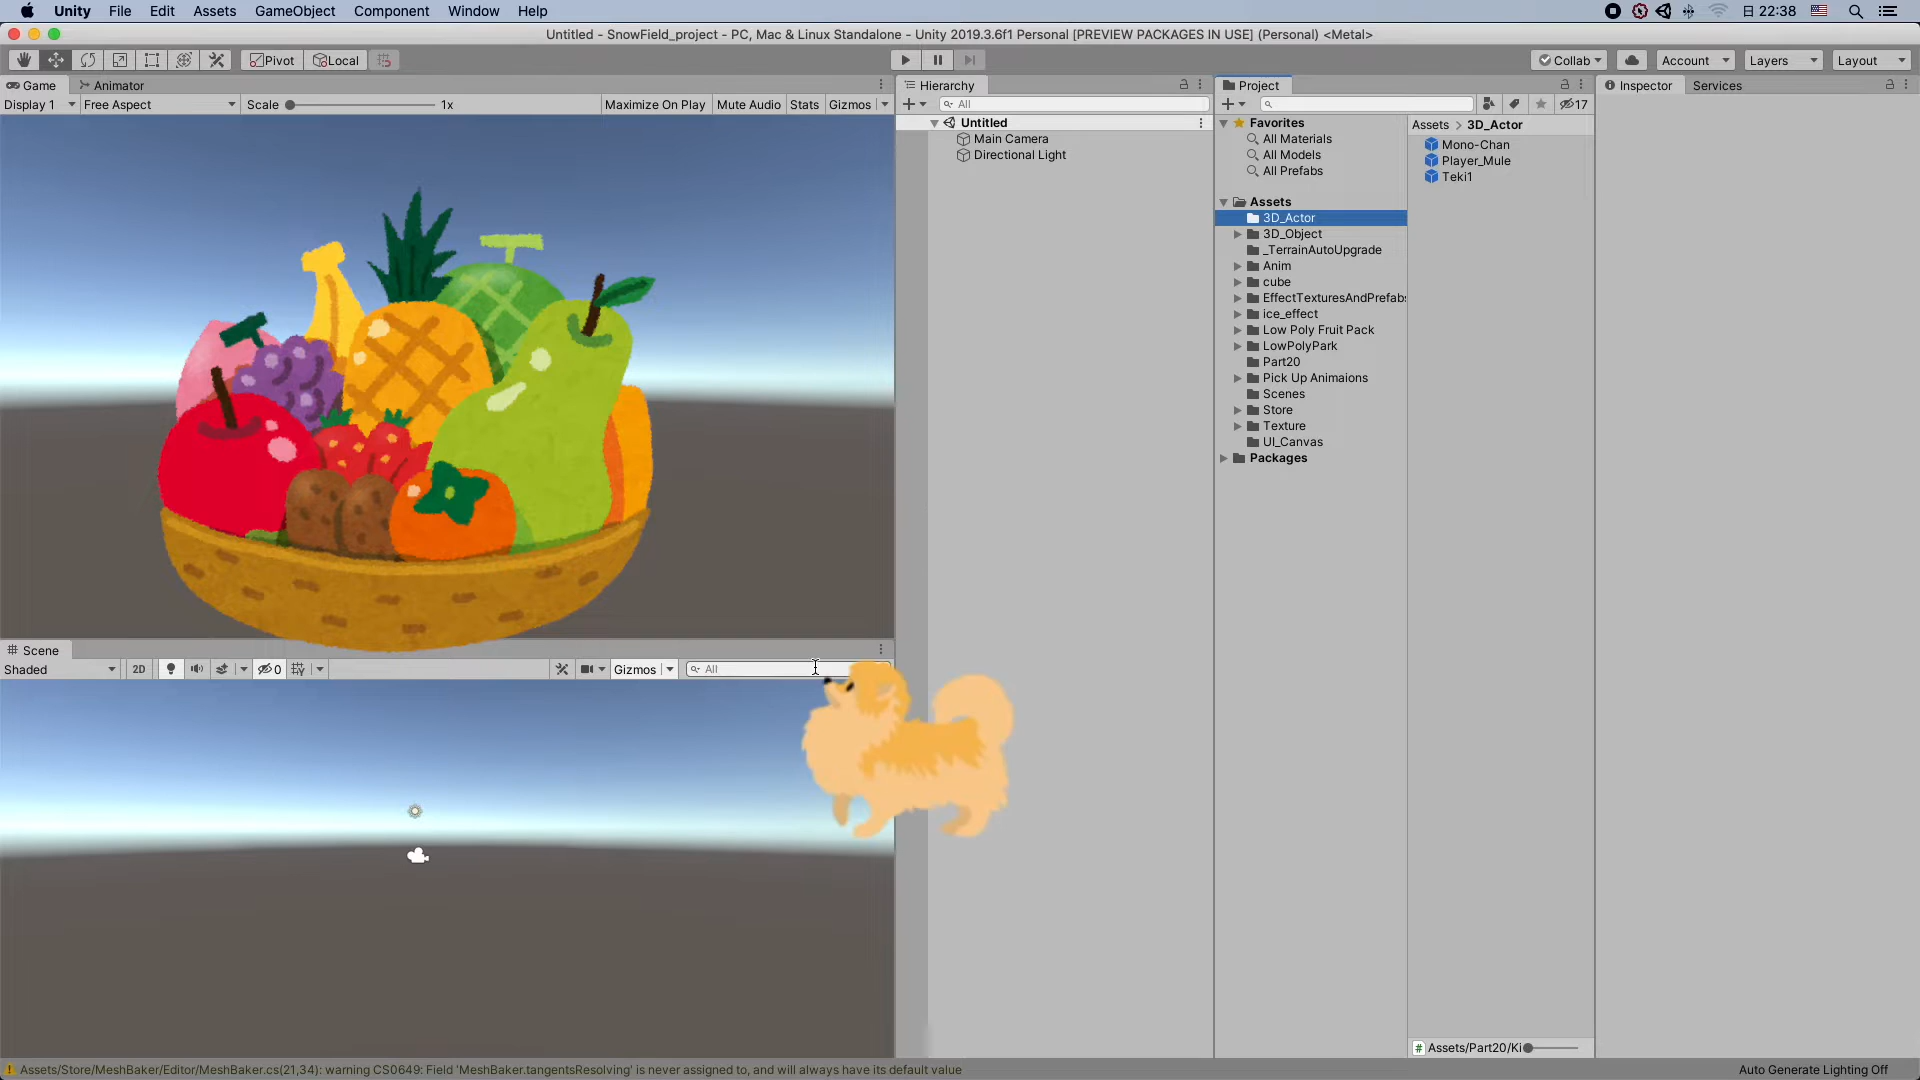 Unity File Edit Assets GameObject Component Window Help
日 22:38
Untitled - SnowField_project - PC, Mac & Linux Standalone - Unity 2019.3.6f1 Personal [PREVIEW PACKAGES IN USE] (Personal) <Metal>
Pivot Local
Collab Account Layers Layout
Game Animator
Display 1 Free Aspect Scale 1x Maximize On Play Mute Audio Stats Gizmos
Hierarchy
All
Untitled
Main Camera
Directional Light
Project
17
Favorites
All Materials
All Models
All Prefabs
Assets
3D_Actor
3D_Object
_TerrainAutoUpgrade
Anim
cube
EffectTexturesAndPrefabs
ice_effect
Low Poly Fruit Pack
LowPolyPark
Part20
Pick Up Animaions
Scenes
Store
Texture
UI_Canvas
Packages
Assets > 3D_Actor
Mono-Chan
Player_Mule
Teki1
Assets/Part20/Ki
Inspector Services
Scene
Shaded 2D 0 Gizmos All
Assets/Store/MeshBaker/Editor/MeshBaker.cs(21,34): warning CS0649: Field 'MeshBaker.tangentsResolving' is never assigned to, and will always have its default value
Auto Generate Lighting Off